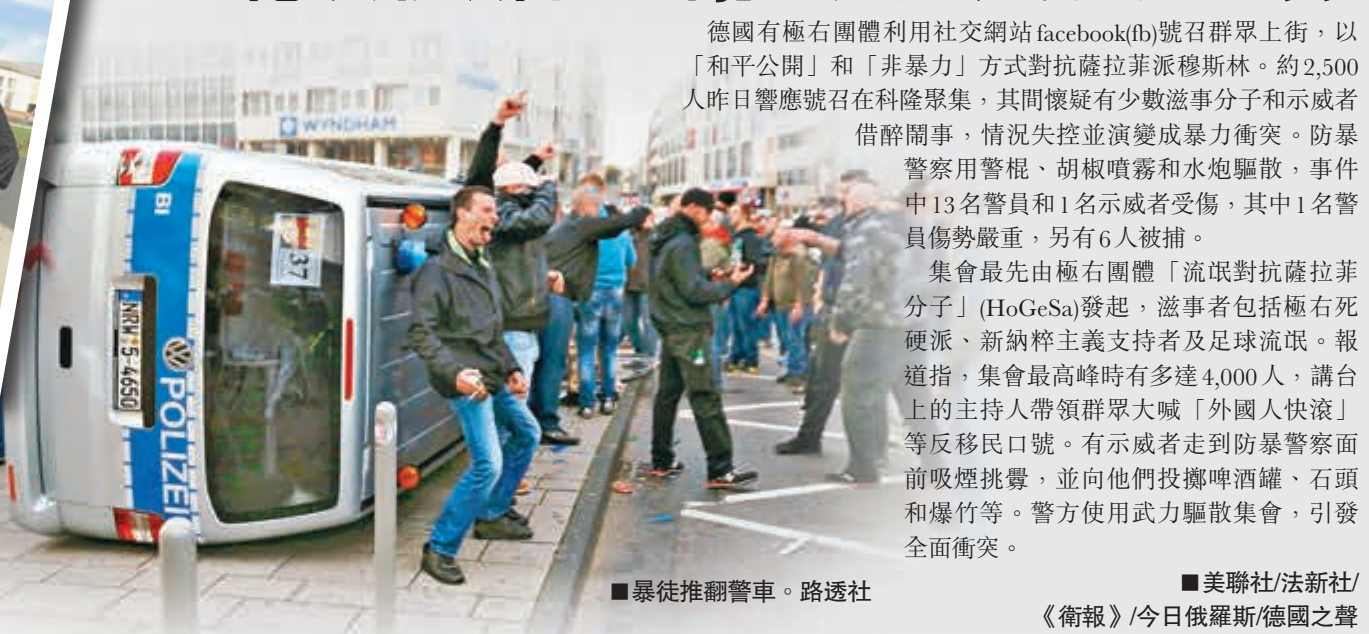 德國有極右團體利用社交網站facebook(fb)號召群眾上街，以
「和平公開」和「非暴力」方式對抗薩拉菲派穆斯林。約2,500
人昨日響應號召在科隆聚集，其間懷疑有少數滋事分子和示威者
借醉鬧事，情況失控並演變成暴力衝突。防暴
警察用警棍、胡椒噴霧和水炮驅散，事件
中13名警員和1名示威者受傷，其中1名警
員傷勢嚴重，另有6人被捕。
集會最先由極右團體「流氓對抗薩拉菲
分子」(HoGeSa)發起，滋事者包括極右死
硬派、新納粹主義支持者及足球流氓。報
道指，集會最高峰時有多達4,000人，講台
上的主持人帶領群眾大喊「外國人快滾」
等反移民口號。有示威者走到防暴警察面
前吸煙挑釁，並向他們投擲啤酒罐、石頭
和爆竹等。警方使用武力驅散集會，引發
全面衝突。
■美聯社/法新社/
《衛報》/今日俄羅斯/德國之聲
■暴徒推翻警車。路透社
WYNDHAM
BI
37
NRW 5-4650
POLIZEI